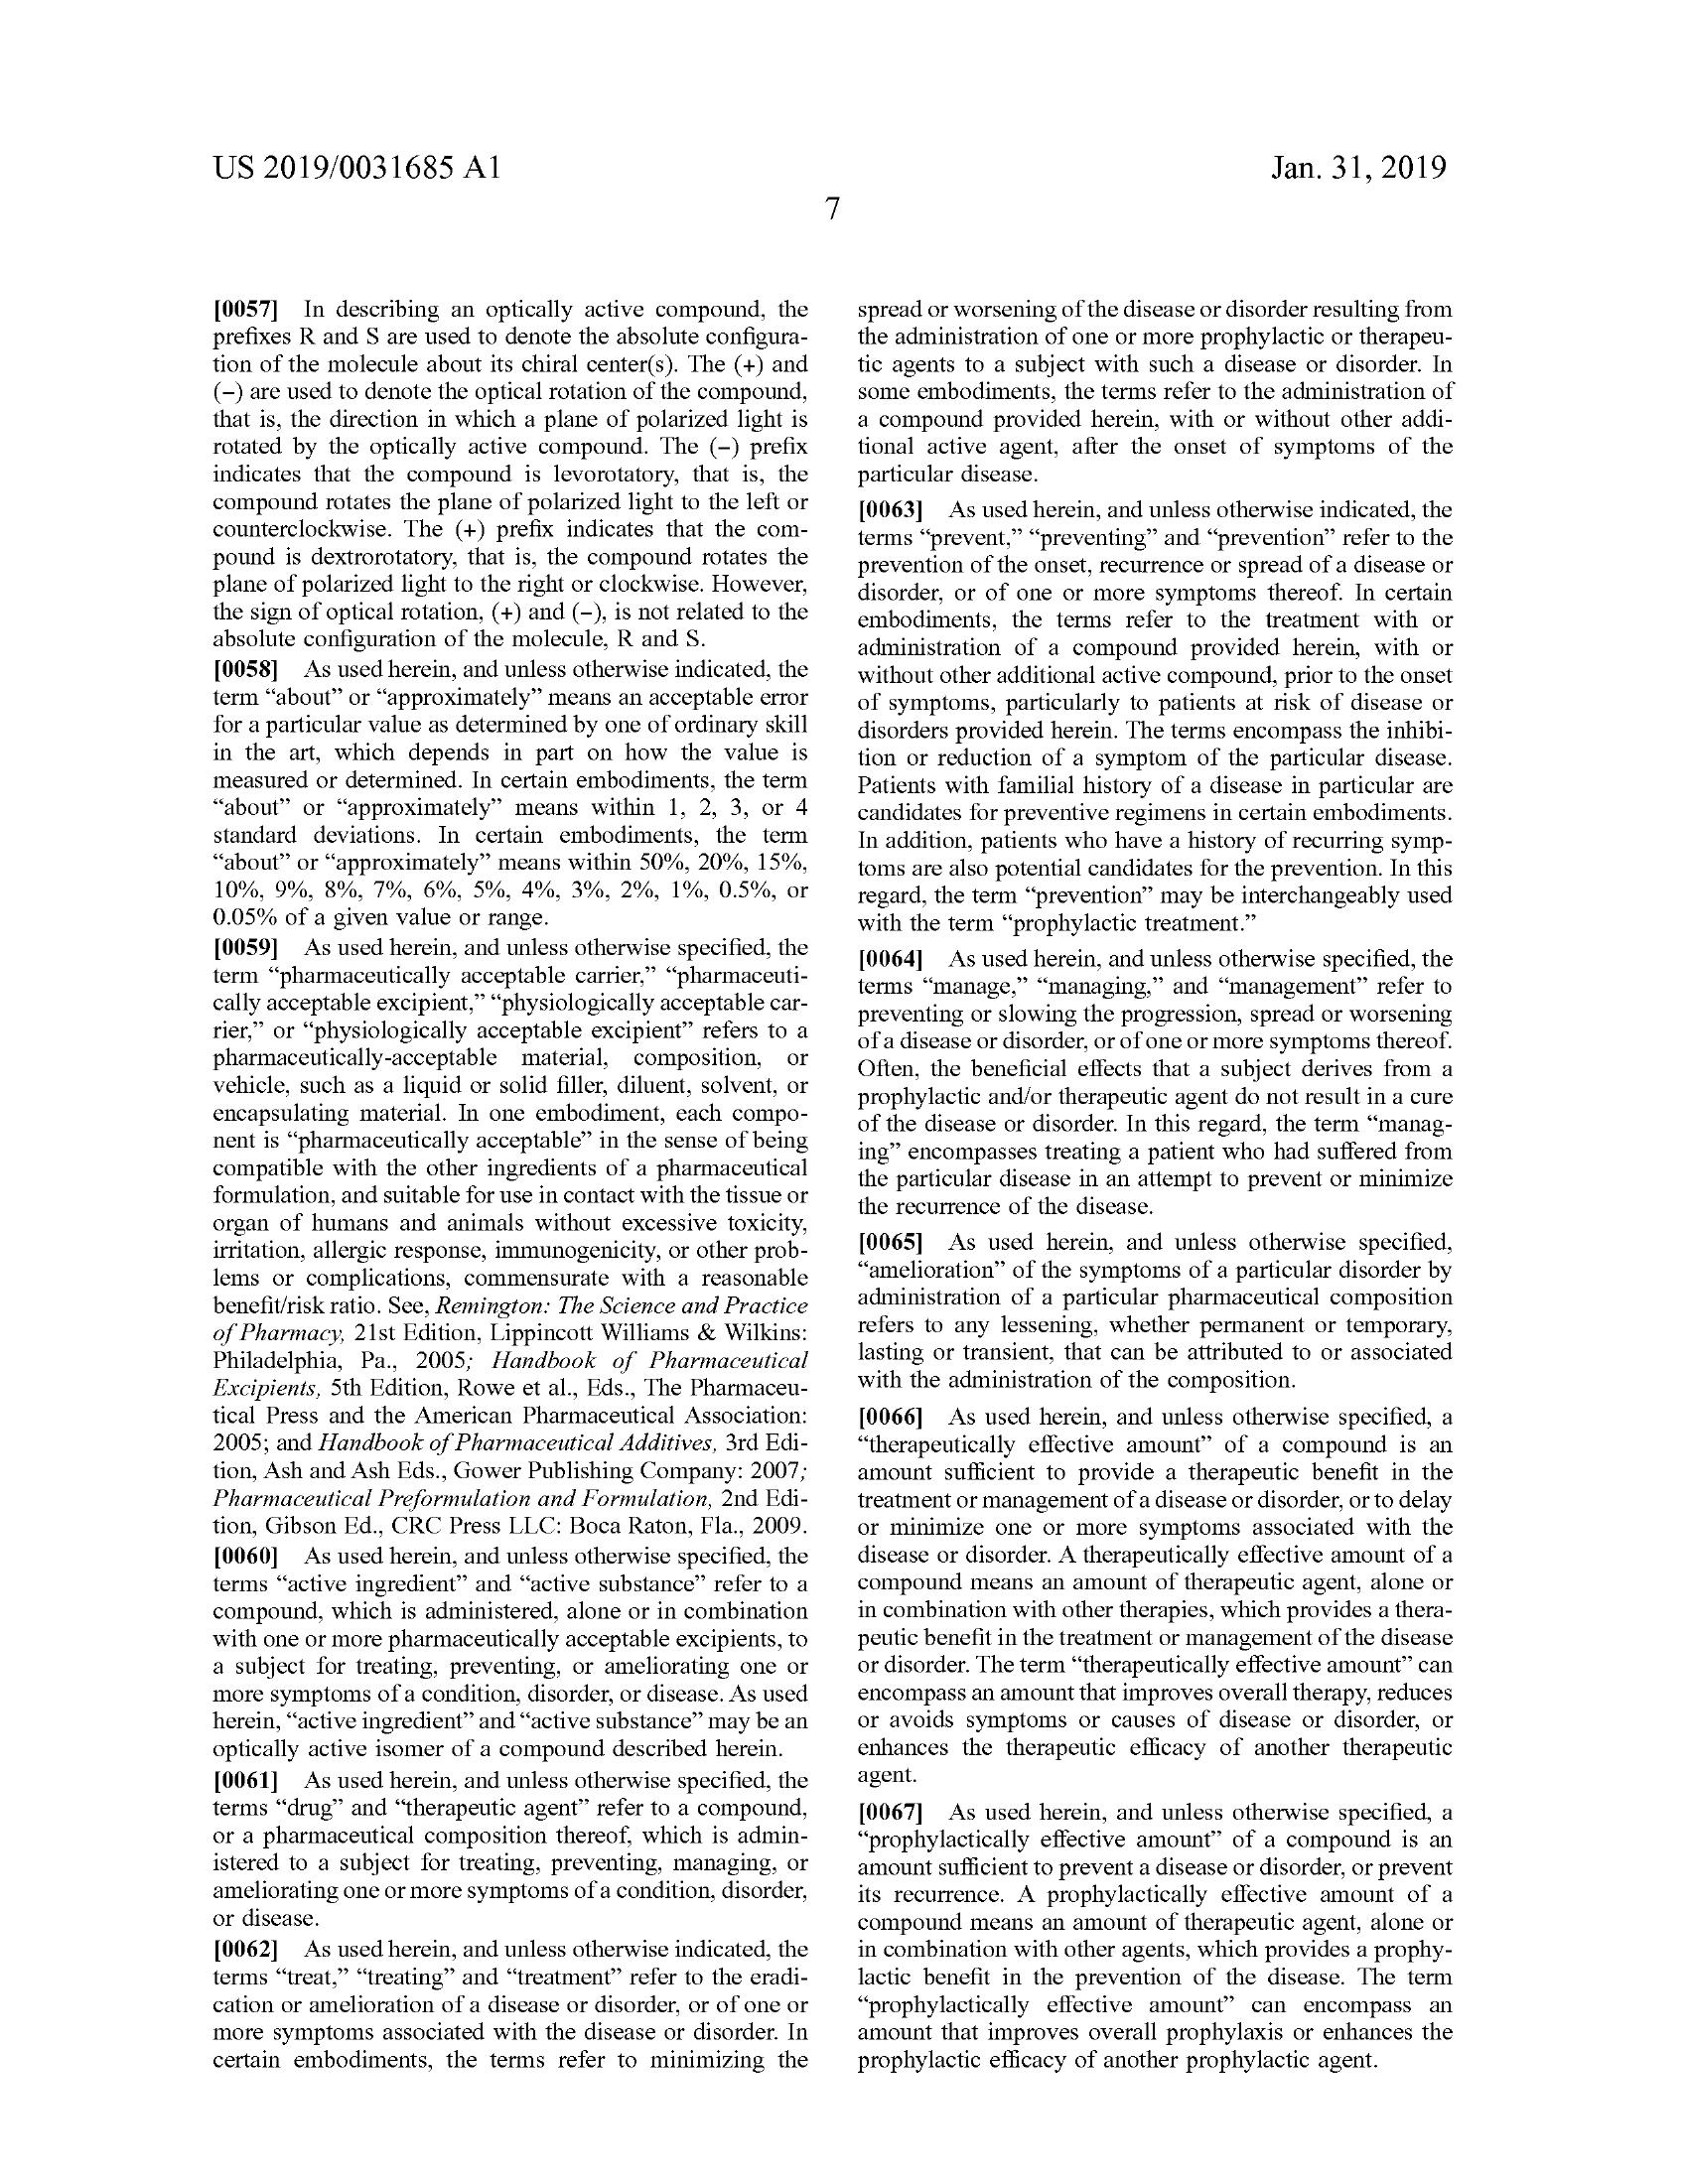 US 2019/0031685 A1
Jan. 31, 2019
7
[0057] In describing an optically active compound, the
prefixes R and S are used to denote the absolute configura-
tion of the molecule about its chiral center(s). The (+) and
(−) are used to denote the optical rotation of the compound,
that is, the direction in which a plane of polarized light is
rotated by the optically active compound. The (−) prefix
indicates that the compound is levorotatory, that is, the
compound rotates the plane of polarized light to the left or
counterclockwise. The (+) prefix indicates that the com-
pound is dextrorotatory, that is, the compound rotates the
plane of polarized light to the right or clockwise. However,
the sign of optical rotation, (+) and (−), is not related to the
absolute configuration of the molecule, R and S.
[0058] As used herein, and unless otherwise indicated, the
term “about” or “approximately” means an acceptable error
for a particular value as determined by one of ordinary skill
in the art, which depends in part on how the value is
measured or determined. In certain embodiments, the term
“about” or “approximately” means within 1, 2, 3, or 4
standard deviations. In certain embodiments, the term
“about” or “approximately” means within 50%, 20%, 15%,
10%, 9%, 8%, 7%, 6%, 5%, 4%, 3%, 2%, 1%, 0.5%, or
0.05% of a given value or range.
[0059] As used herein, and unless otherwise specified, the
term “pharmaceutically acceptable carrier,” “pharmaceuti-
cally acceptable excipient,” “physiologically acceptable car-
rier,” or “physiologically acceptable excipient” refers to a
pharmaceutically-acceptable material, composition, or
vehicle, such as a liquid or solid filler, diluent, solvent, or
encapsulating material. In one embodiment, each compo-
nent is “pharmaceutically acceptable” in the sense of being
compatible with the other ingredients of a pharmaceutical
formulation, and suitable for use in contact with the tissue or
organ of humans and animals without excessive toxicity,
irritation, allergic response, immunogenicity, or other prob-
lems or complications, commensurate with a reasonable
benefit/risk ratio. See, Remington: The Science and Practice
of Pharmacy, 21st Edition, Lippincott Williams & Wilkins:
Philadelphia, Pa., 2005; Handbook of Pharmaceutical
Excipients, 5th Edition, Rowe et al., Eds., The Pharmaceu-
tical Press and the American Pharmaceutical Association:
2005; and Handbook of Pharmaceutical Additives, 3rd Edi-
tion, Ash and Ash Eds., Gower Publishing Company: 2007;
Pharmaceutical Preformulation and Formulation, 2nd Edi-
tion, Gibson Ed., CRC Press LLC: Boca Raton, Fla., 2009.
[0060] As used herein, and unless otherwise specified, the
terms “active ingredient” and “active substance” refer to a
compound, which is administered, alone or in combination
with one or more pharmaceutically acceptable excipients, to
a subject for treating, preventing, or ameliorating one or
more symptoms of a condition, disorder, or disease. As used
herein, “active ingredient” and “active substance” may be an
optically active isomer of a compound described herein.
[0061] As used herein, and unless otherwise specified, the
terms “drug” and “therapeutic agent” refer to a compound,
or a pharmaceutical composition thereof, which is admin-
istered to a subject for treating, preventing, managing, or
ameliorating one or more symptoms of a condition, disorder,
or disease.
[0062] As used herein, and unless otherwise indicated, the
terms “treat,” “treating” and “treatment” refer to the eradi-
cation or amelioration of a disease or disorder, or of one or
more symptoms associated with the disease or disorder. In
certain embodiments, the terms refer to minimizing the
spread or worsening of the disease or disorder resulting from
the administration of one or more prophylactic or therapeu-
tic agents to a subject with such a disease or disorder. In
some embodiments, the terms refer to the administration of
a compound provided herein, with or without other addi-
tional active agent, after the onset of symptoms of the
particular disease.
[0063] As used herein, and unless otherwise indicated, the
terms “prevent,” “preventing” and “prevention” refer to the
prevention of the onset, recurrence or spread of a disease or
disorder, or of one or more symptoms thereof. In certain
embodiments, the terms refer to the treatment with or
administration of a compound provided herein, with or
without other additional active compound, prior to the onset
of symptoms, particularly to patients at risk of disease or
disorders provided herein. The terms encompass the inhibi-
tion or reduction of a symptom of the particular disease.
Patients with familial history of a disease in particular are
candidates for preventive regimens in certain embodiments.
In addition, patients who have a history of recurring symp-
toms are also potential candidates for the prevention. In this
regard, the term “prevention” may be interchangeably used
with the term “prophylactic treatment.”
[0064] As used herein, and unless otherwise specified, the
terms “manage,” “managing,” and “management” refer to
preventing or slowing the progression, spread or worsening
of a disease or disorder, or of one or more symptoms thereof.
Often, the beneficial effects that a subject derives from a
prophylactic and/or therapeutic agent do not result in a cure
of the disease or disorder. In this regard, the term “manag-
ing” encompasses treating a patient who had suffered from
the particular disease in an attempt to prevent or minimize
the recurrence of the disease.
[0065] As used herein, and unless otherwise specified,
“amelioration” of the symptoms of a particular disorder by
administration of a particular pharmaceutical composition
refers to any lessening, whether permanent or temporary,
lasting or transient, that can be attributed to or associated
with the administration of the composition.
[0066] As used herein, and unless otherwise specified, a
“therapeutically effective amount” of a compound is an
amount sufficient to provide a therapeutic benefit in the
treatment or management of a disease or disorder, or to delay
or minimize one or more symptoms associated with the
disease or disorder. A therapeutically effective amount of a
compound means an amount of therapeutic agent, alone or
in combination with other therapies, which provides a thera-
peutic benefit in the treatment or management of the disease
or disorder. The term “therapeutically effective amount” can
encompass an amount that improves overall therapy, reduces
or avoids symptoms or causes of disease or disorder, or
enhances the therapeutic efficacy of another therapeutic
agent.
[0067] As used herein, and unless otherwise specified, a
“prophylactically effective amount” of a compound is an
amount sufficient to prevent a disease or disorder, or prevent
its recurrence. A prophylactically effective amount of a
compound means an amount of therapeutic agent, alone or
in combination with other agents, which provides a prophy-
lactic benefit in the prevention of the disease. The term
“prophylactically effective amount” can encompass an
amount that improves overall prophylaxis or enhances the
prophylactic efficacy of another prophylactic agent.